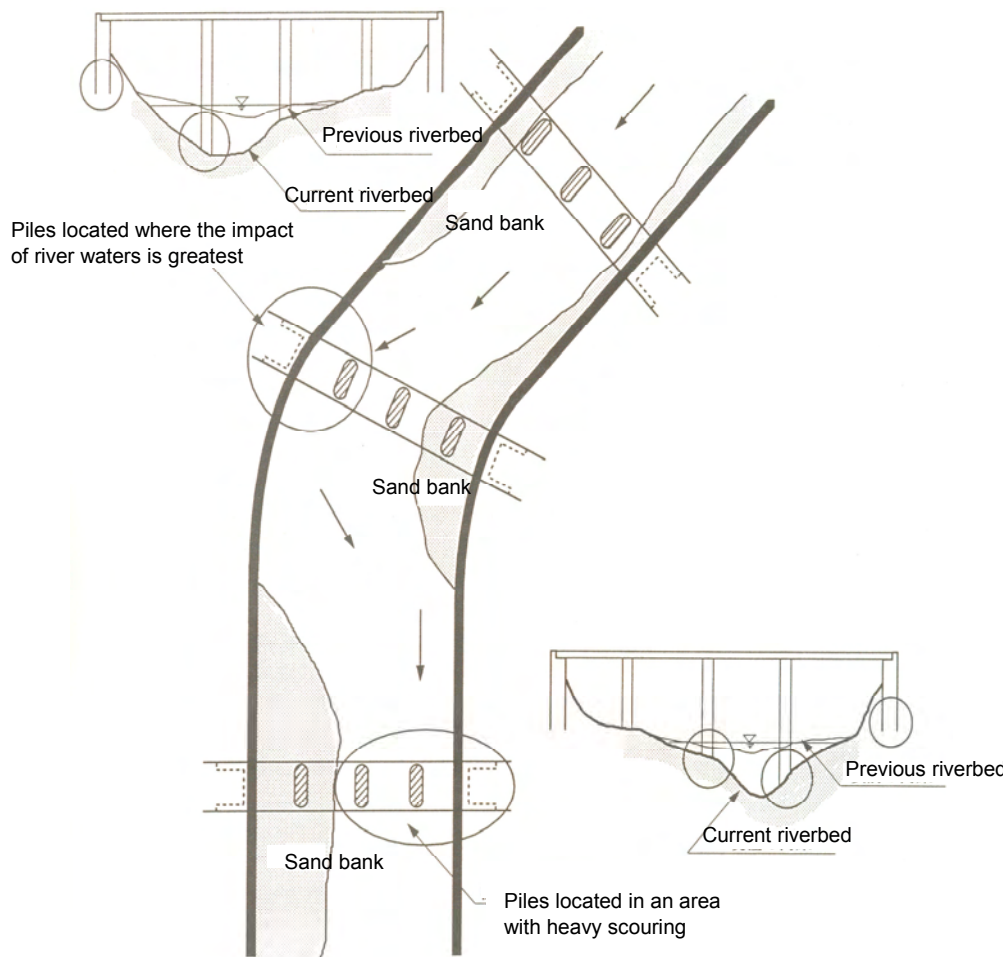 Previous riverbed
Current riverbed
Piles located where the impact
of river waters is greatest
Sand bank
Sand bank
Previous riverbed
Current riverbed
Sand bank
Piles located in an area
with heavy scouring